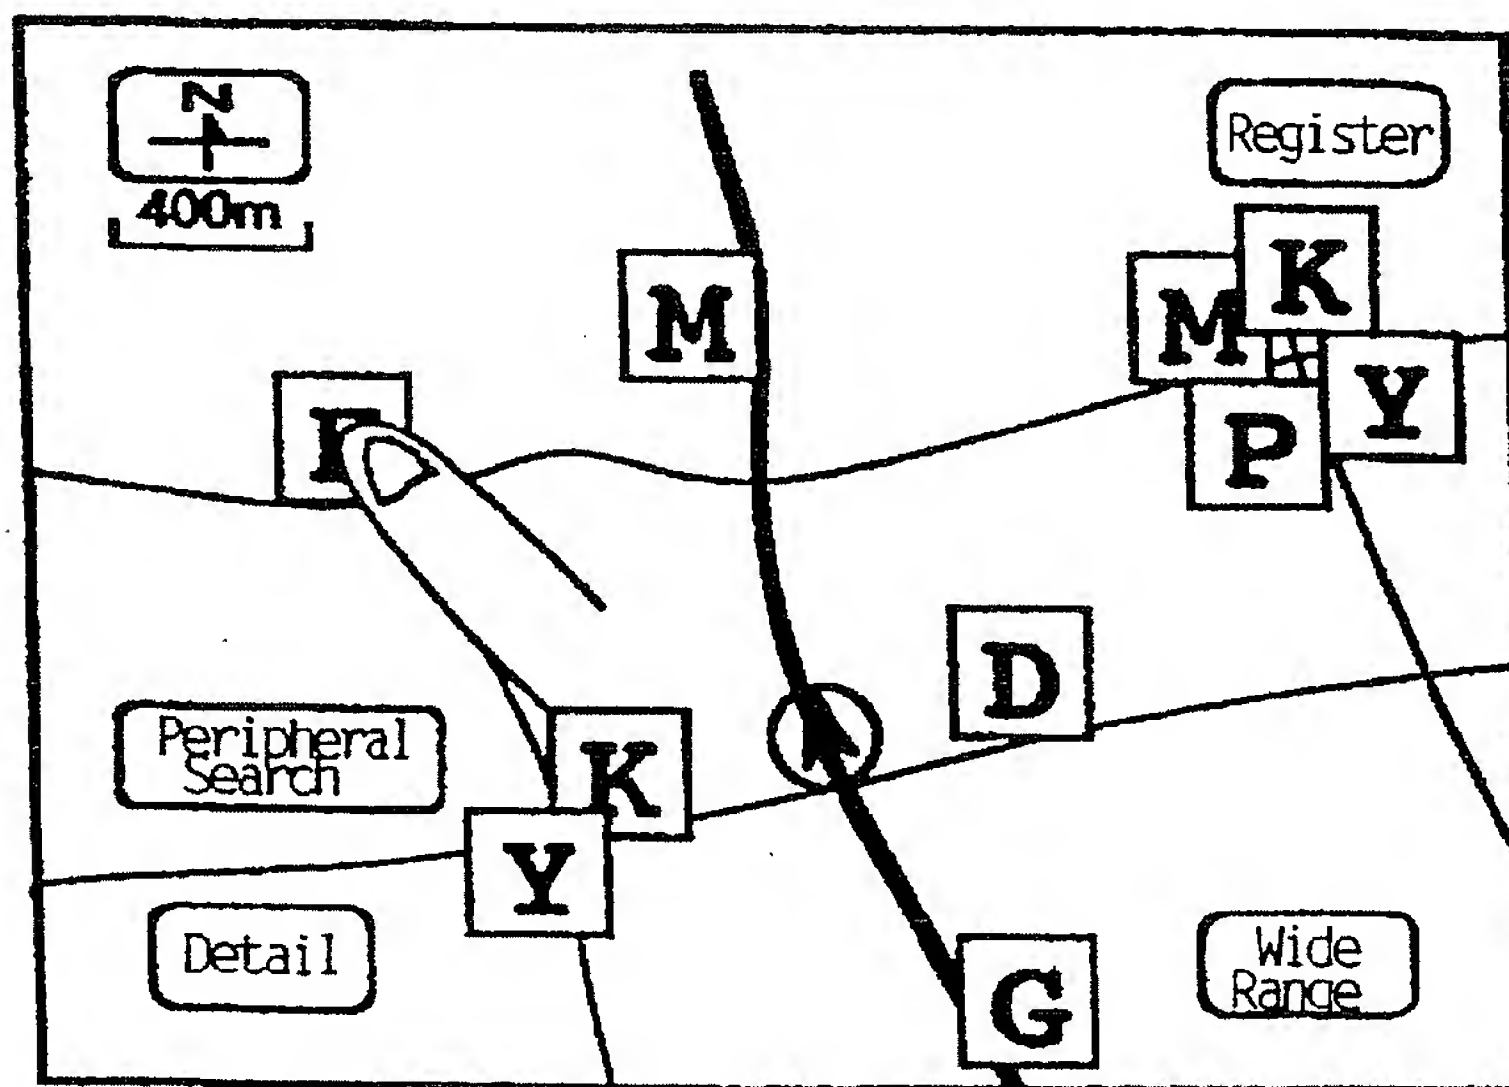 N
400m
Register
K
M
M
Y
P
D
Peripheral
Search
K
Y
Detail
Wide
Range
G